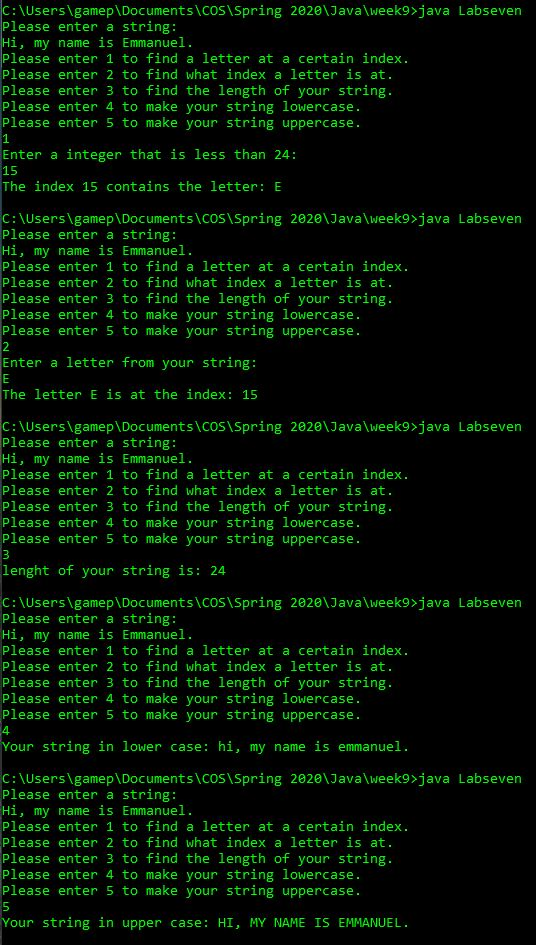 C:\Users\gamep\Documents\COS\Spring 2020\Java\week9>java Labseven
Please enter a string:
Hi, my name is Emmanuel.
Please enter 1 to find a letter at a certain index.
Please enter 2 to find what index a letter is at.
Please enter 3 to find the length of your string.
Please enter 4 to make your string lowercase.
Please enter 5 to make your string uppercase.
1
Enter a integer that is less than 24:
15
The index 15 contains the letter: E
C:\Users\gamep\Documents\COS\Spring 2020\Java\week9>java Labseven
Please enter a string:
Hi, my name is Emmanuel.
Please enter 1 to find a letter at a certain index.
Please enter 2 to find what index a letter is at.
Please enter 3 to find the length of your string.
Please enter 4 to make your string lowercase.
Please enter 5 to make your string uppercase.
2
Enter a letter from your string:
E
The letter E is at the index: 15
C:\Users\gamep\Documents\COS\Spring 2020\Java\week9>java Labseven
Please enter a string:
Hi, my name is Emmanuel.
Please enter 1 to find a letter at a certain index.
Please enter 2 to find what index a letter is at.
Please enter 3 to find the length of your string.
Please enter 4 to make your string lowercase.
Please enter 5 to make your string uppercase.
3
lenght of your string is: 24
C:\Users\gamep\Documents\COS\Spring 2020\Java\week9>java Labseven
Please enter a string:
Hi, my name is Emmanuel.
Please enter 1 to find a letter at a certain index.
Please enter 2 to find what index a letter is at.
Please enter 3 to find the length of your string.
Please enter 4 to make your string lowercase.
Please enter 5 to make your string uppercase.
4
Your string in lower case: hi, my name is emmanuel.
C:\Users\gamep\Documents\COS\Spring 2020\Java\week9>java Labseven
Please enter a string:
Hi, my name is Emmanuel.
Please enter 1 to find a letter at a certain index.
Please enter 2 to find what index a letter is at.
Please enter 3 to find the length of your string.
Please enter 4 to make your string lowercase.
Please enter 5 to make your string uppercase.
5
Your string in upper case: HI, MY NAME IS EMMANUEL.